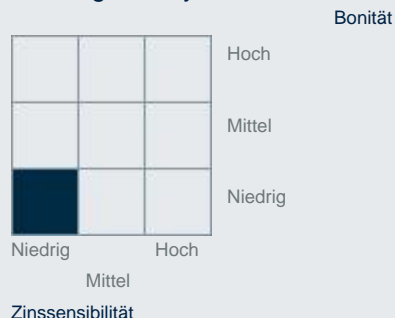 Bonität
Hoch
Mittel
Niedrig
Niedrig Hoch
Mittel
Zinssensibilität